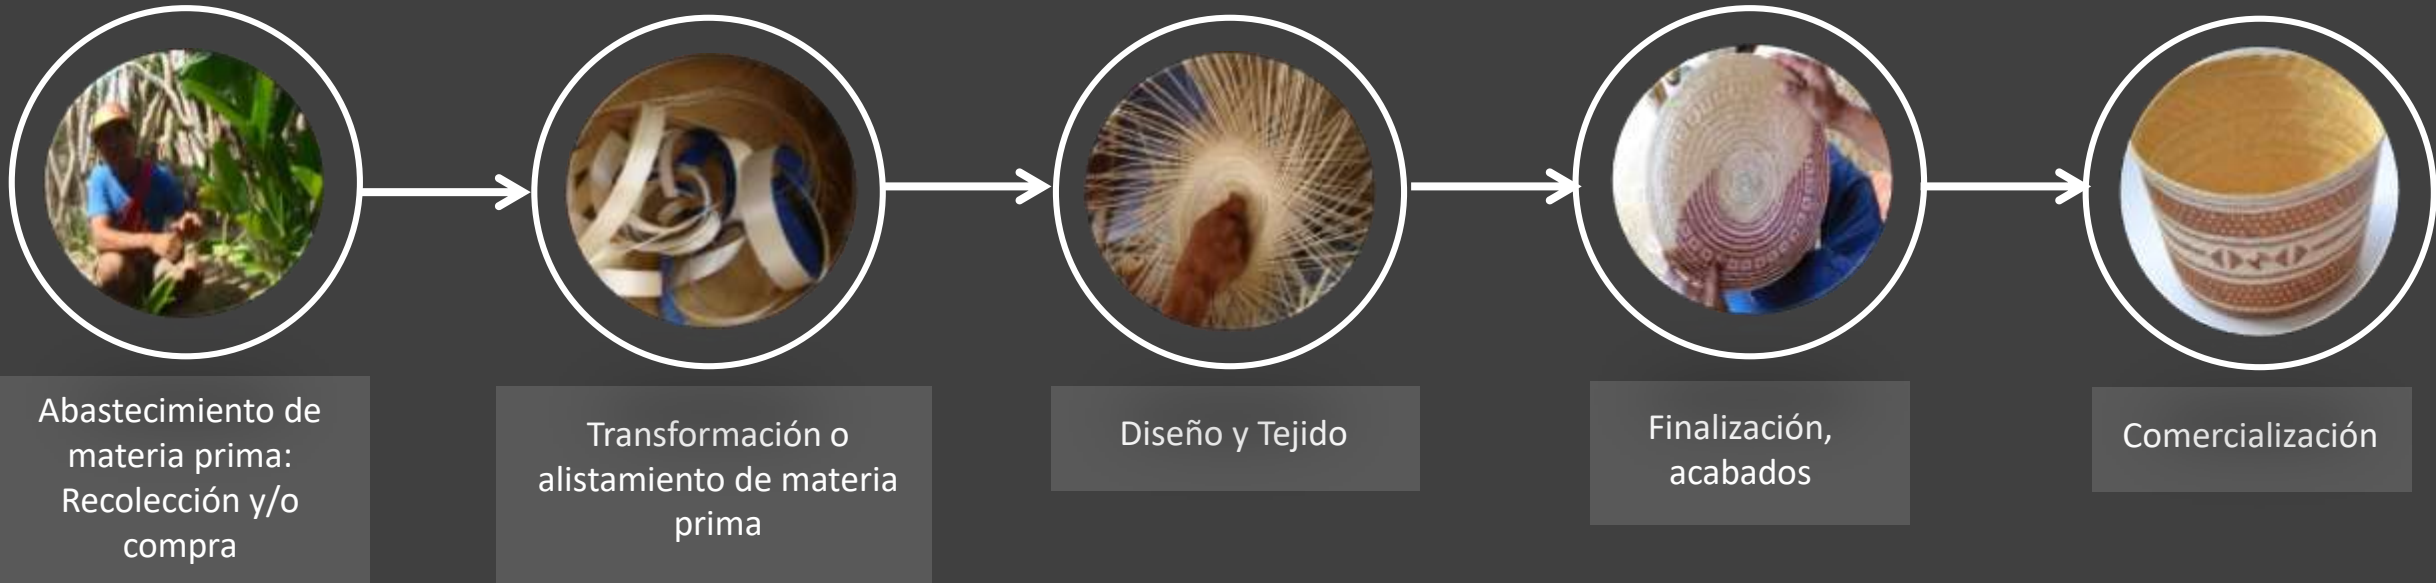 Abastecimiento de
materia prima:
Recolección y/o
compra
Transformación o
alistamiento de materia
prima
Diseño y Tejido
Finalización,
acabados
Comercialización